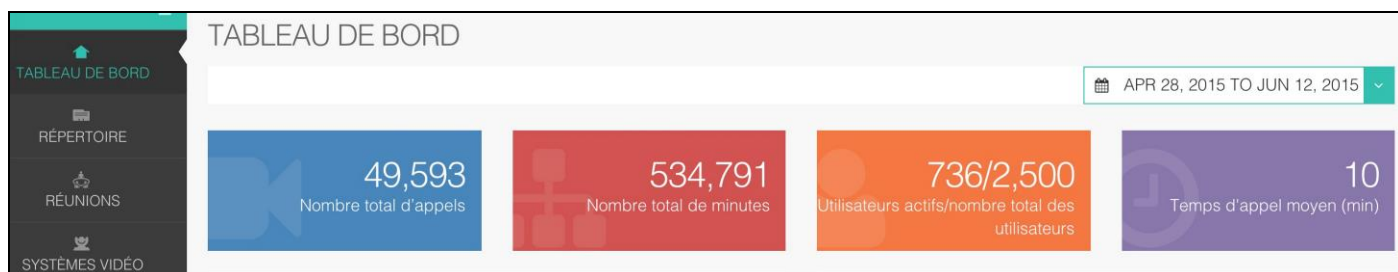 TABLEAU DE BORD
TABLEAU DE BORD
RÉPERTOIRE
RÉUNIONS
SYSTÈMES VIDÉO
APR 28, 2015 TO JUN 12, 2015
49,593
Nombre total d'appels
534,791
Nombre total de minutes
736/2,500
Utilisateurs actifs/nombre total des
utilisateurs
10
Temps d'appel moyen (min)